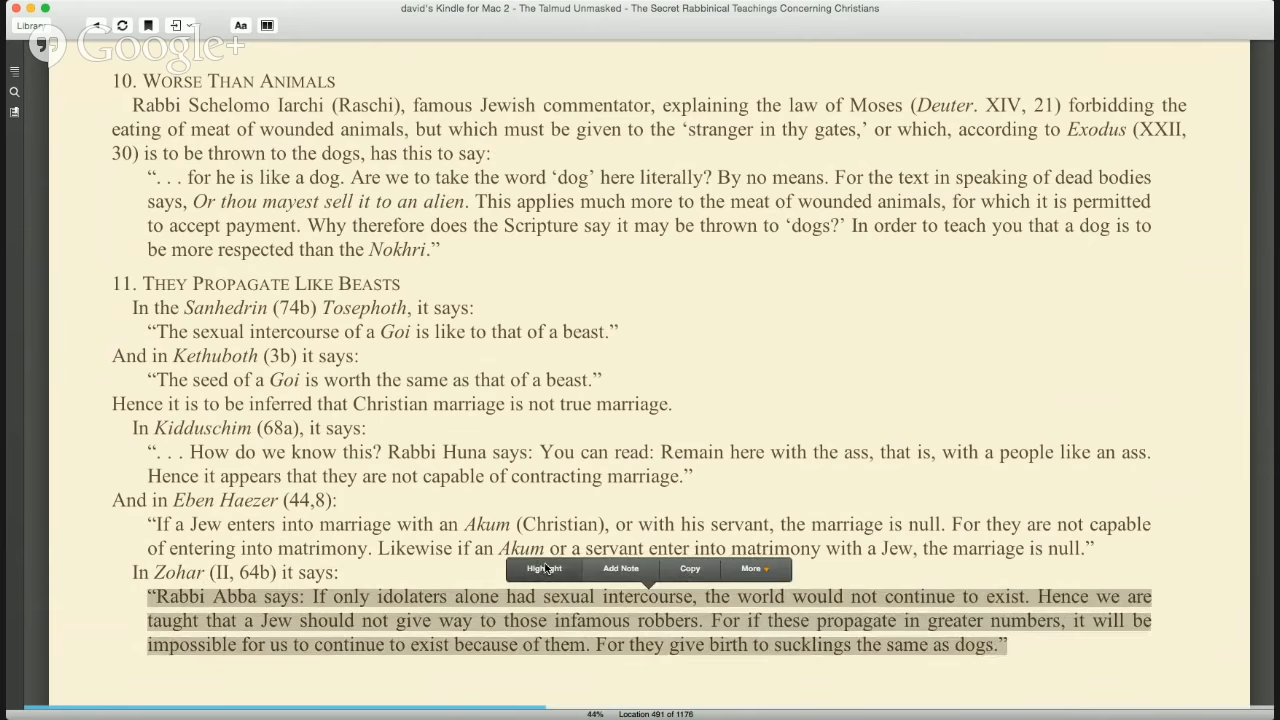 david's Kindle for Mac 2 - The Talmud Unmasked - The Secret Rabbinical Teachings Concerning Christians
Library
Aa
Google+
10. WORSE THAN ANIMALS
Rabbi Schelomo Iarchi (Raschi), famous Jewish commentator, explaining the law of Moses (Deuter. XIV, 21) forbidding the
eating of meat of wounded animals, but which must be given to the ‘stranger in thy gates,’ or which, according to Exodus (XXII,
30) is to be thrown to the dogs, has this to say:
“. . . for he is like a dog. Are we to take the word ‘dog’ here literally? By no means. For the text in speaking of dead bodies
says, Or thou mayest sell it to an alien. This applies much more to the meat of wounded animals, for which it is permitted
to accept payment. Why therefore does the Scripture say it may be thrown to ‘dogs?’ In order to teach you that a dog is to
be more respected than the Nokhri.”
11. THEY PROPAGATE LIKE BEASTS
In the Sanhedrin (74b) Tosephoth, it says:
“The sexual intercourse of a Goi is like to that of a beast.”
And in Kethuboth (3b) it says:
“The seed of a Goi is worth the same as that of a beast.”
Hence it is to be inferred that Christian marriage is not true marriage.
In Kidduschim (68a), it says:
“. . . How do we know this? Rabbi Huna says: You can read: Remain here with the ass, that is, with a people like an ass.
Hence it appears that they are not capable of contracting marriage.”
And in Eben Haezer (44,8):
“If a Jew enters into marriage with an Akum (Christian), or with his servant, the marriage is null. For they are not capable
of entering into matrimony. Likewise if an Akum or a servant enter into matrimony with a Jew, the marriage is null.”
In Zohar (II, 64b) it says:
Highlight Add Note Copy More
“Rabbi Abba says: If only idolaters alone had sexual intercourse, the world would not continue to exist. Hence we are
taught that a Jew should not give way to those infamous robbers. For if these propagate in greater numbers, it will be
impossible for us to continue to exist because of them. For they give birth to sucklings the same as dogs.”
44% Location 491 of 1176